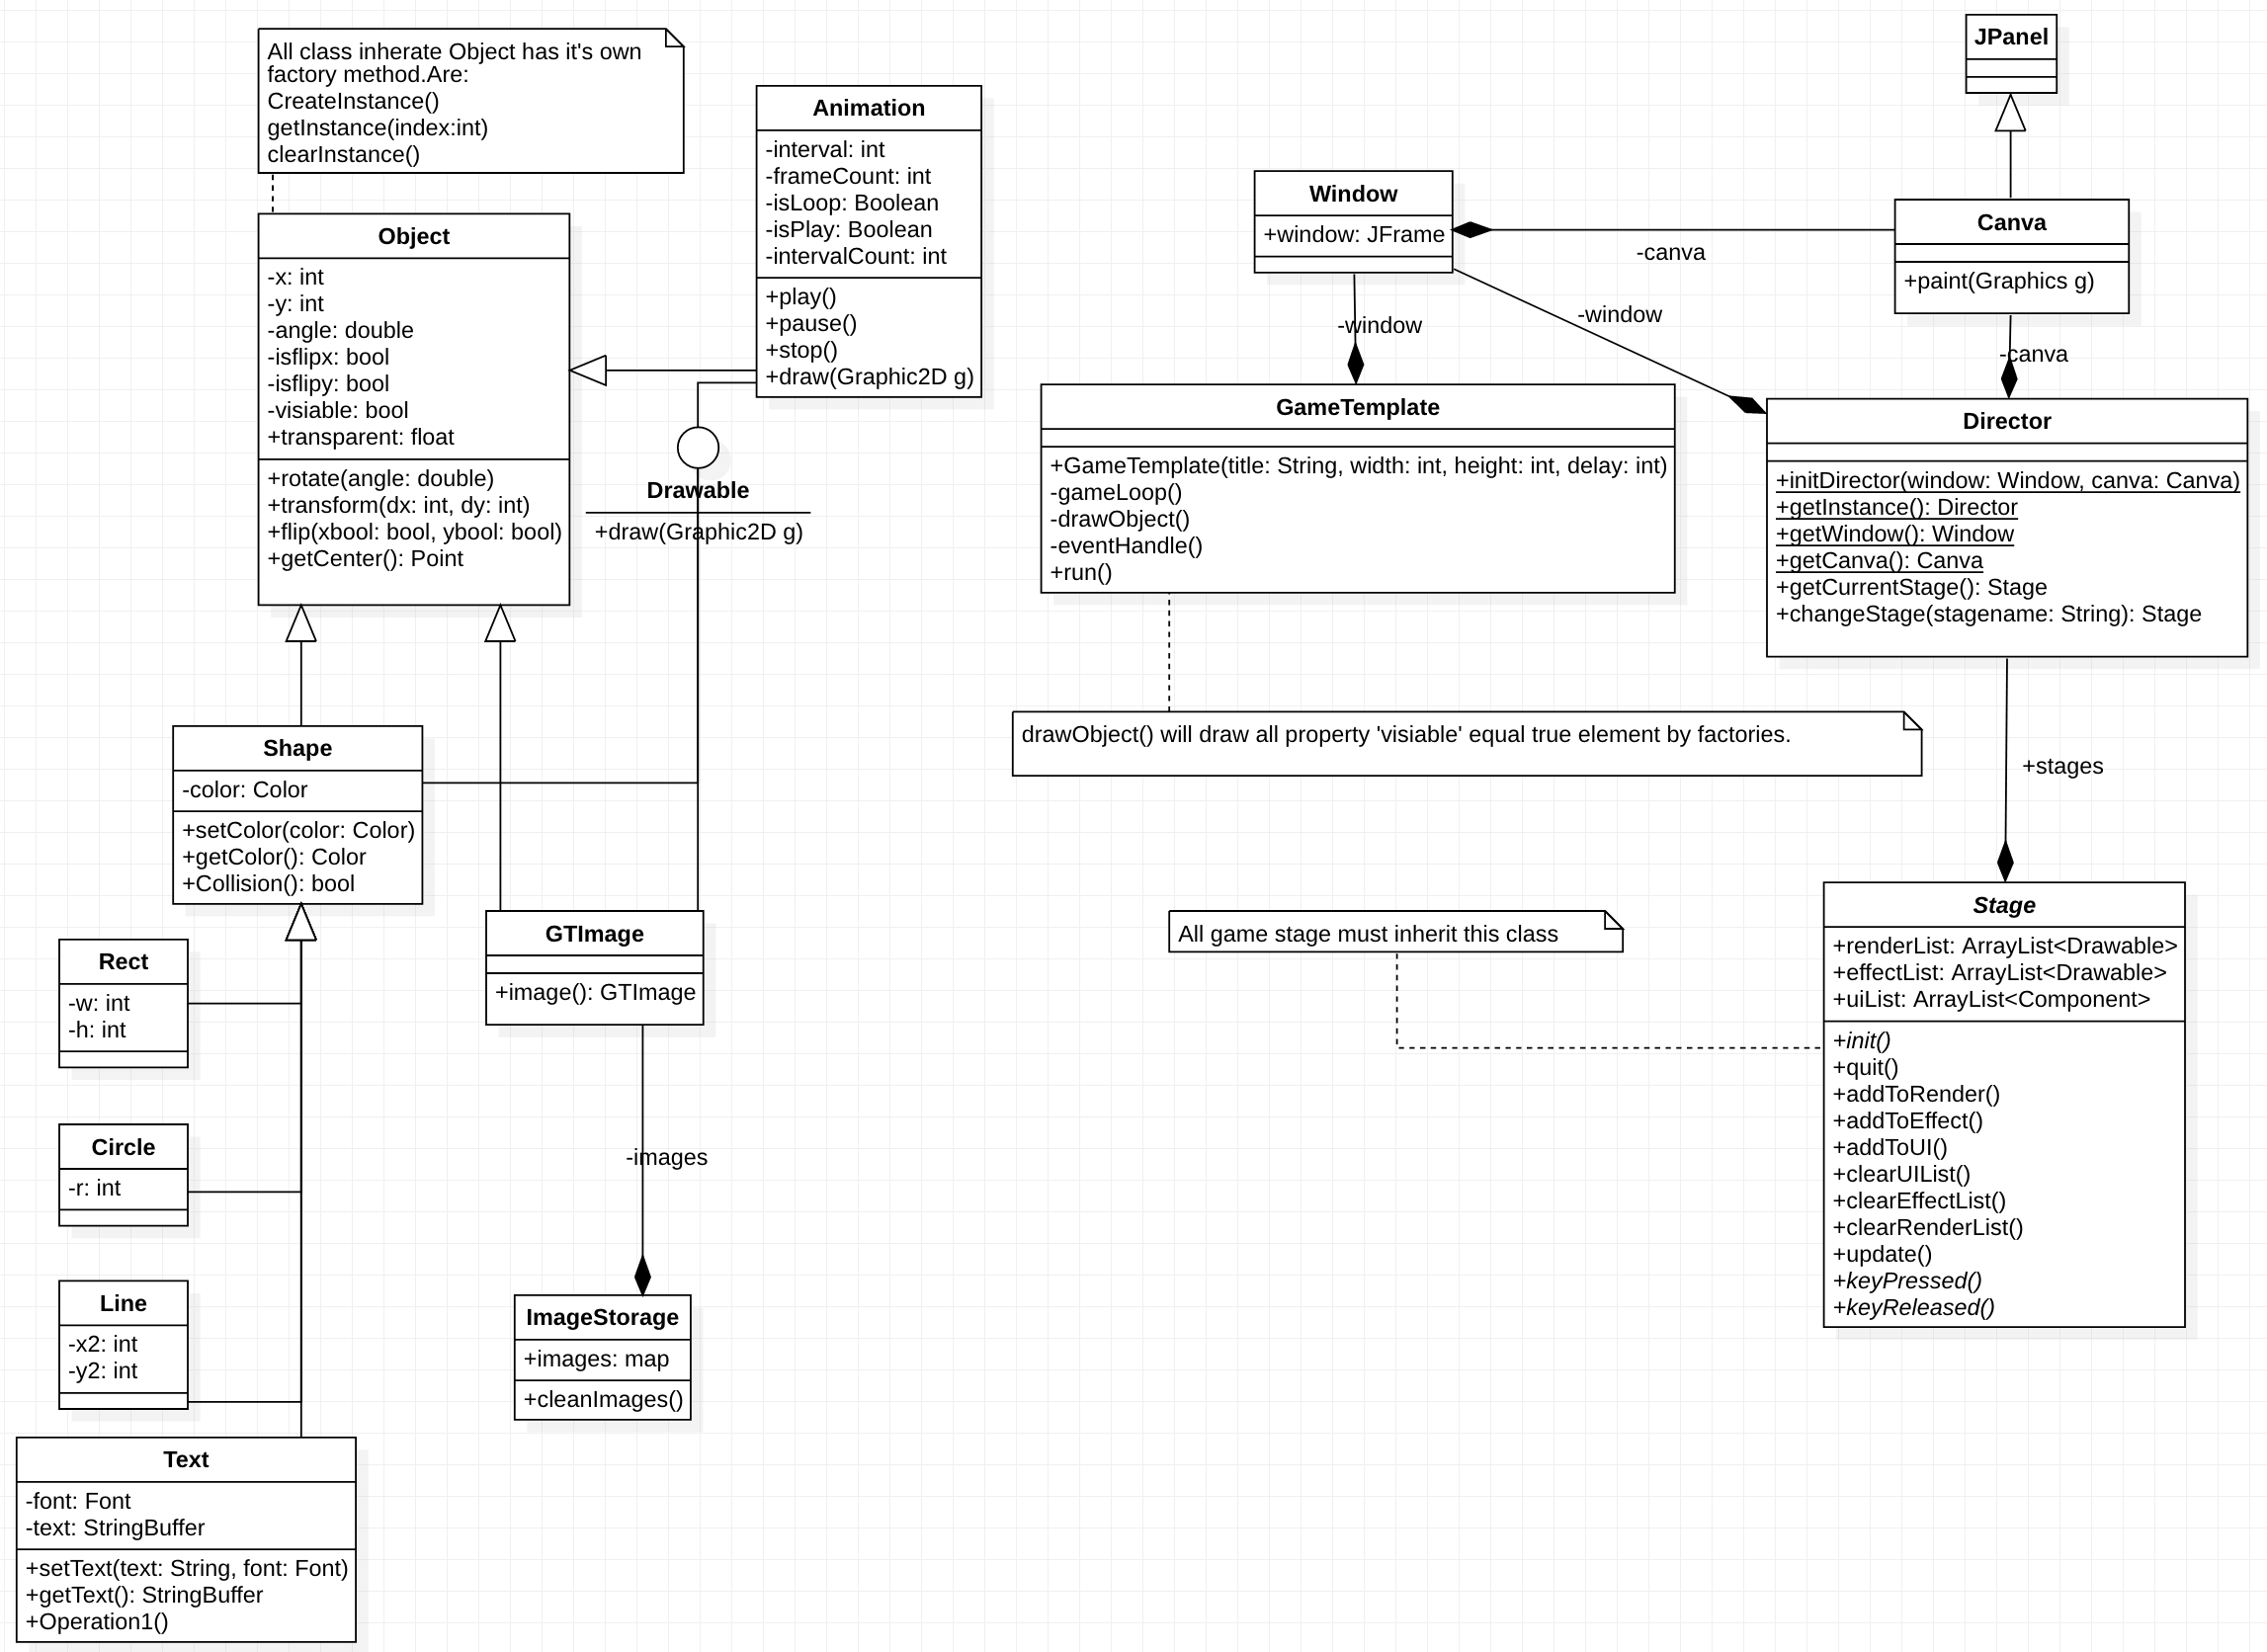 All class inherate Object has it's own
factory method.Are:
CreateInstance()
getInstance(index:int)
clearInstance()
Object
-x: int
-y: int
-angle: double
-isflipx: bool
-isflipy: bool
-visiable: bool
+transparent: float
+rotate(angle: double)
+transform(dx: int, dy: int)
+flip(xbool: bool, ybool: bool)
+getCenter(): Point
Animation
-interval: int
-frameCount: int
-isLoop: Boolean
-isPlay: Boolean
-intervalCount: int
+play()
+pause()
+stop()
+draw(Graphic2D g)
Drawable
+draw(Graphic2D g)
Shape
-color: Color
+setColor(color: Color)
+getColor(): Color
+Collision(): bool
Rect
-w: int
-h: int
Circle
-r: int
Line
-x2: int
-y2: int
Text
-font: Font
-text: StringBuffer
+setText(text: String, font: Font)
+getText(): StringBuffer
+Operation1()
GTImage
+image(): GTImage
-images
ImageStorage
+images: map
+cleanImages()
Window
+window: JFrame
-canva
-window
-window
JPanel
Canva
+paint(Graphics g)
-canva
GameTemplate
+GameTemplate(title: String, width: int, height: int, delay: int)
-gameLoop()
-drawObject()
-eventHandle()
+run()
drawObject() will draw all property 'visiable' equal true element by factories.
Director
+initDirector(window: Window, canva: Canva)
+getInstance(): Director
+getWindow(): Window
+getCanva(): Canva
+getCurrentStage(): Stage
+changeStage(stagename: String): Stage
+stages
All game stage must inherit this class
Stage
+renderList: ArrayList<Drawable>
+effectList: ArrayList<Drawable>
+uiList: ArrayList<Component>
+init()
+quit()
+addToRender()
+addToEffect()
+addToUI()
+clearUIList()
+clearEffectList()
+clearRenderList()
+update()
+keyPressed()
+keyReleased()